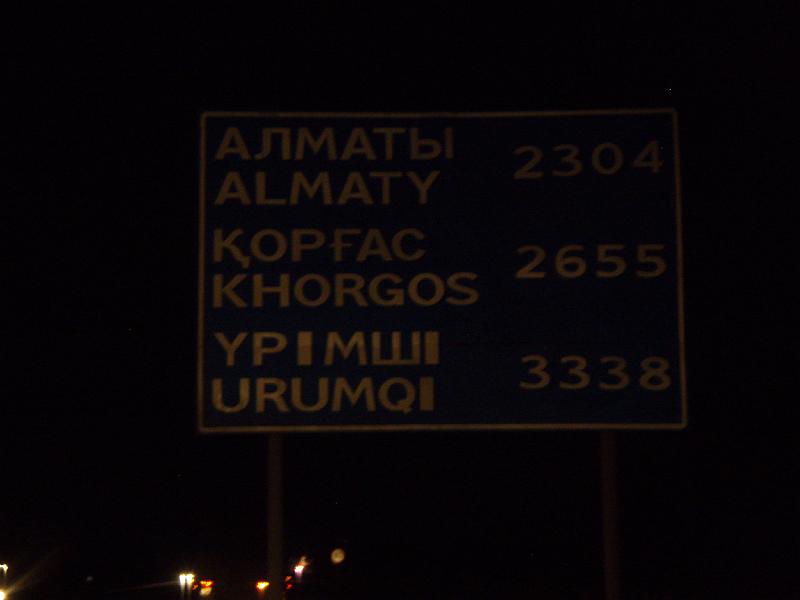 АЛМАТЫ 2304
ALMATY
ҚОРҒАС 2655
KHORGOS
ҮРІМШІ 3338
URUMQI